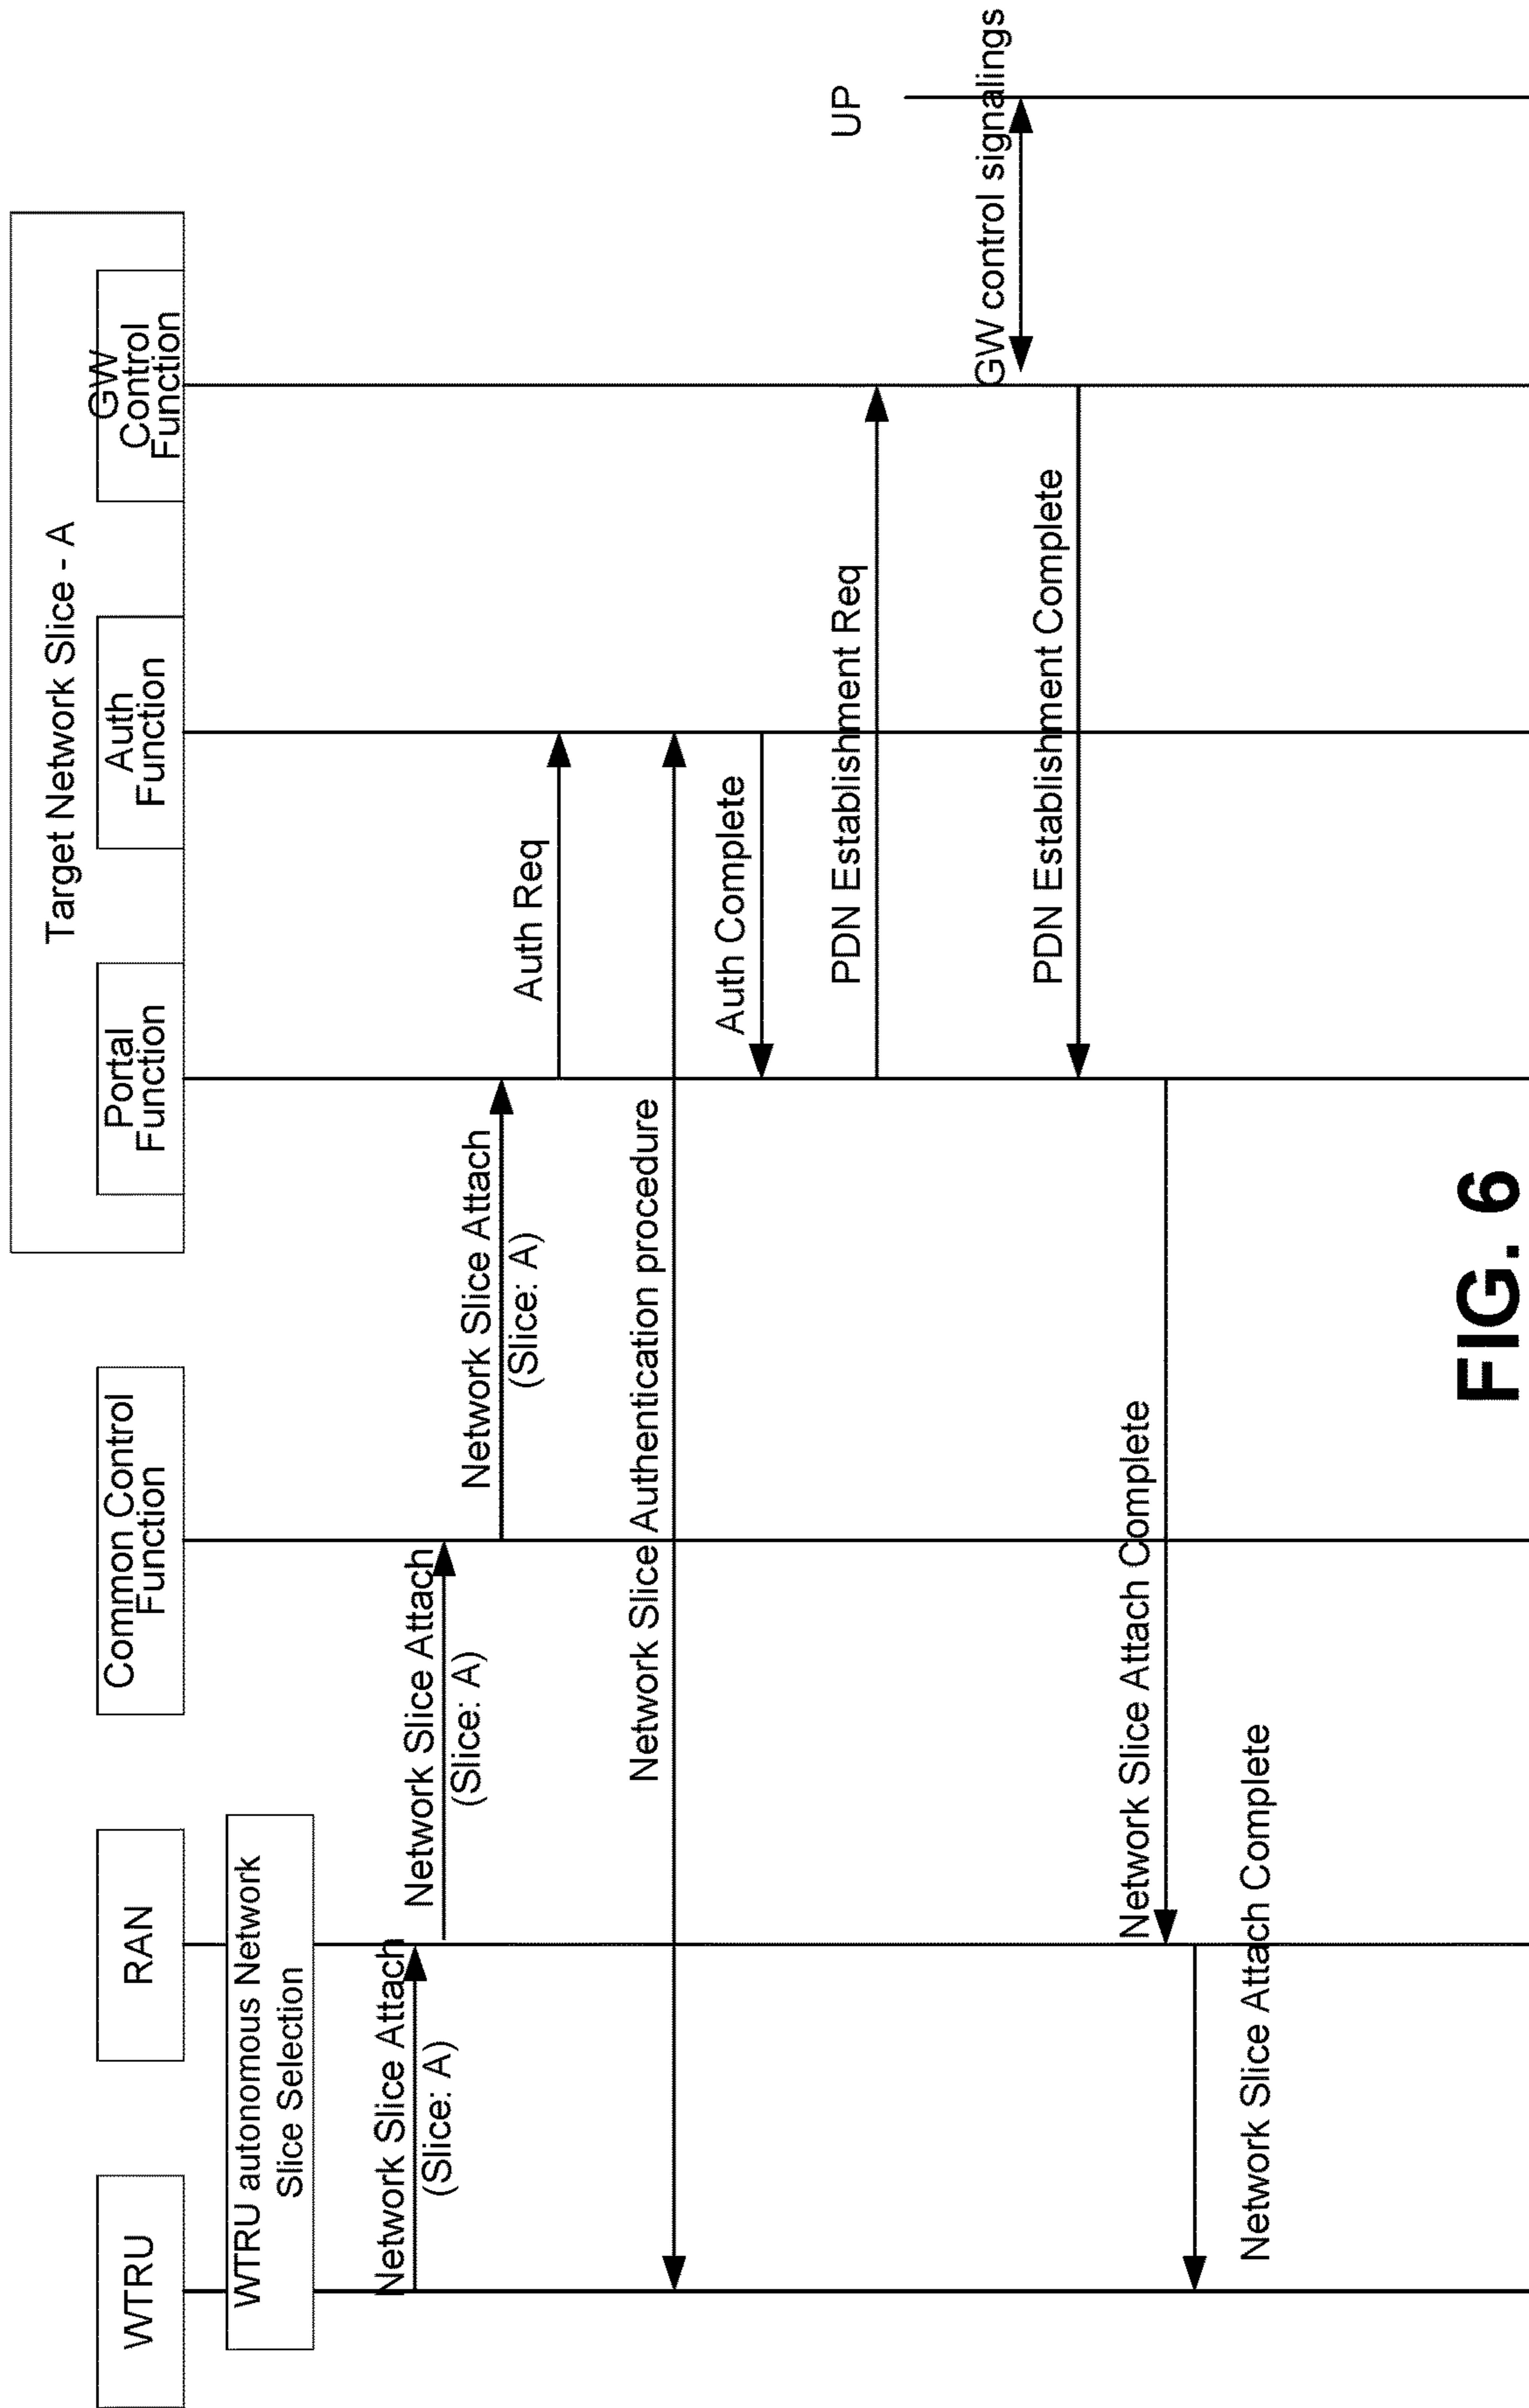 Target Network Slice - A
WTRU
RAN
Common Control
Function
Portal
Function
Auth
Function
GW
Control
Function
WTRU autonomous Network
Slice Selection
Network Slice Attach
(Slice: A)
Network Slice Attach
(Slice: A)
Network Slice Attach
(Slice: A)
Auth Req
Network Slice Authentication procedure
Auth Complete
PDN Establishment Req
UP
GW control signalings
PDN Establishment Complete
Network Slice Attach Complete
Network Slice Attach Complete
FIG. 6